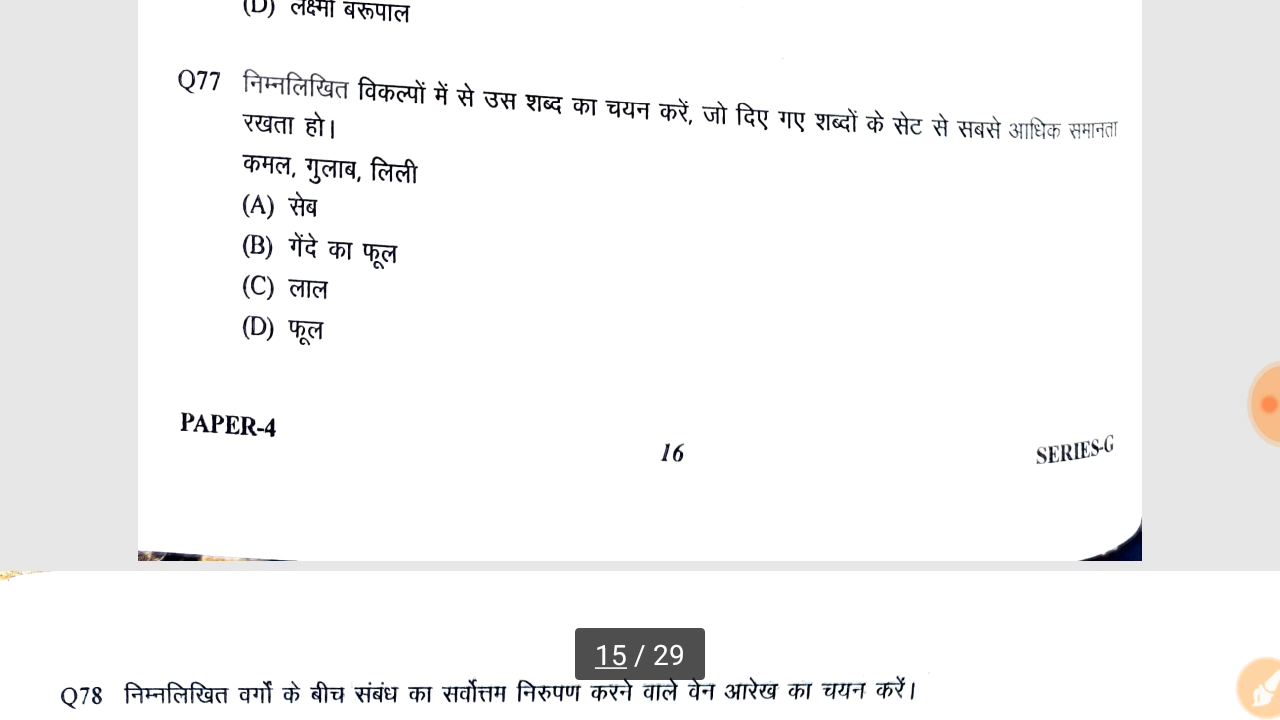 (D) लक्ष्मी बरूपाल
Q77 निम्नलिखित विकल्पों में से उस शब्द का चयन करें, जो दिए गए शब्दों के सेट से सबसे आधिक समानता
रखता हो।
कमल, गुलाब, लिली
(A) सेब
(B) गेंदे का फूल
(C) लाल
(D) फूल
PAPER-4
16
SERIES-G
15 / 29
Q78 निम्नलिखित वर्गों के बीच संबंध का सर्वोत्तम निरुपण करने वाले वेन आरेख का चयन करें।